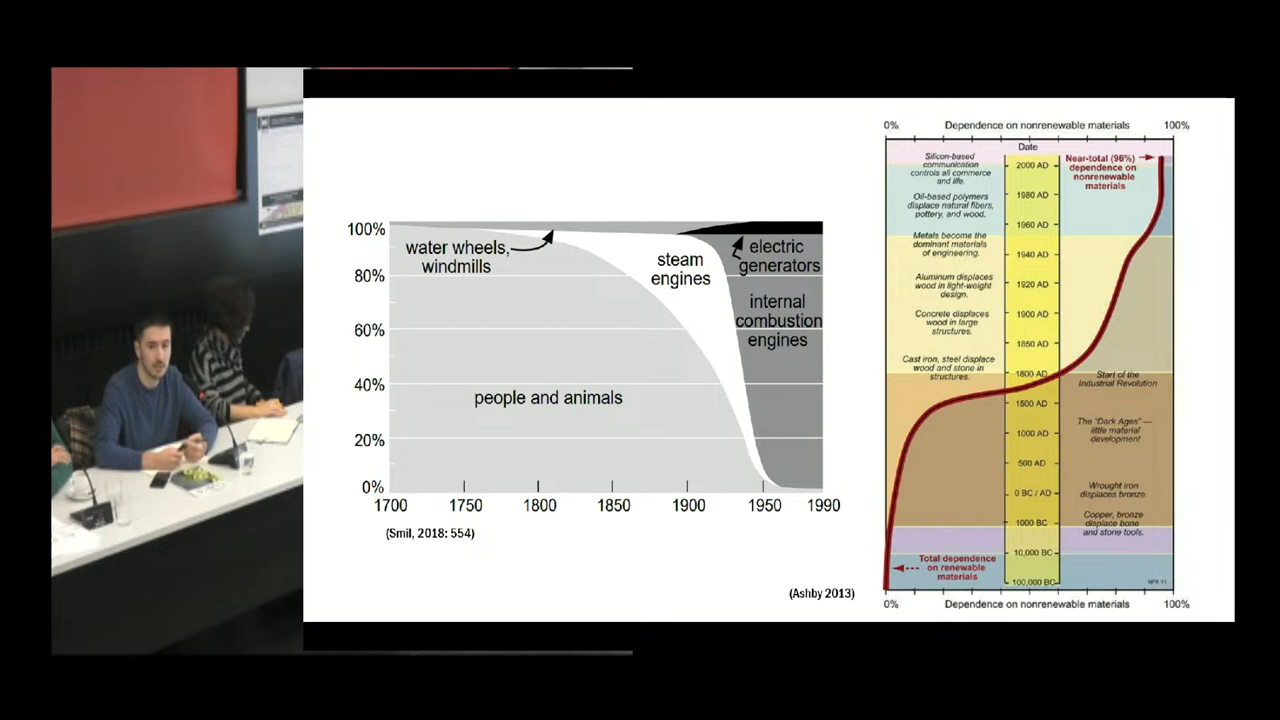 100%
80%
60%
40%
20%
0%
water wheels,
windmills
steam
engines
electric
generators
internal
combustion
engines
people and animals
1700
1750
1800
1850
1900
1950
1990
(Smil, 2018: 554)
(Ashby 2013)
0%
Dependence on nonrenewable materials
100%
Date
Silicon-based
communication
controls all commerce
and life.
Oil-based polymers
displace natural fibers,
pottery, and wood.
Metals become the
dominant materials
of engineering.
Aluminum displaces
wood in light-weight
design.
Concrete displaces
wood in large
structures.
Cast iron, steel displace
wood and stone in
structures.
Total dependence
on renewable
materials
2000 AD
1980 AD
1960 AD
1940 AD
1920 AD
1900 AD
1850 AD
1800 AD
1500 AD
1000 AD
500 AD
0 BC / AD
1000 BC
10,000 BC
100,000 BC
Near-total (96%)
dependence on
nonrenewable
materials
Start of the
Industrial Revolution
The "Dark Ages" —
little material
development
Wrought iron
displaces bronze.
Copper, bronze
displace bone
and stone tools.
0%
Dependence on nonrenewable materials
100%